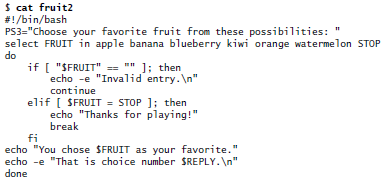 $ cat fruit2
#!/bin/bash
PS3="Choose your favorite fruit from these possibilities: "
select FRUIT in apple banana blueberry kiwi orange watermelon STOP
do
    if [ "$FRUIT" == "" ]; then
        echo -e "Invalid entry.\n"
        continue
    elif [ $FRUIT = STOP ]; then
        echo "Thanks for playing!"
        break
    fi
echo "You chose $FRUIT as your favorite."
echo -e "That is choice number $REPLY.\n"
done